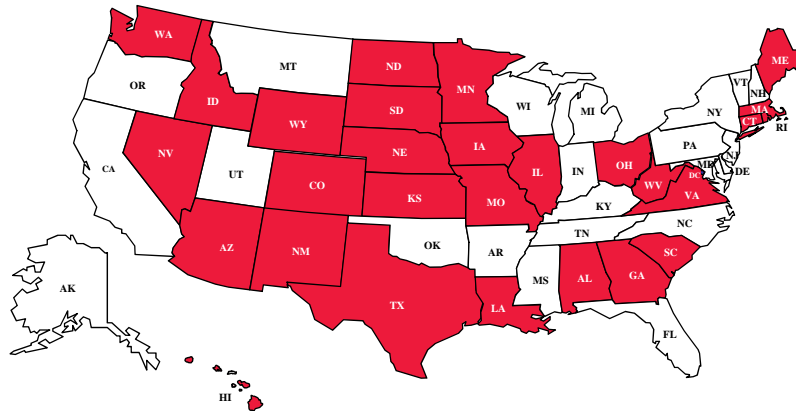 WA
ME
MT
ND
VT
OR
MN
NH
ID
WI
MI
NY
MA
SD
CT
RI
WY
PA
NV
NE
IA
NJ
CA
UT
IL
IN
OH
MD
DE
CO
DC
KS
MO
WV
VA
KY
NC
TN
AZ
NM
OK
AR
SC
MS
AL
GA
AK
TX
LA
FL
HI